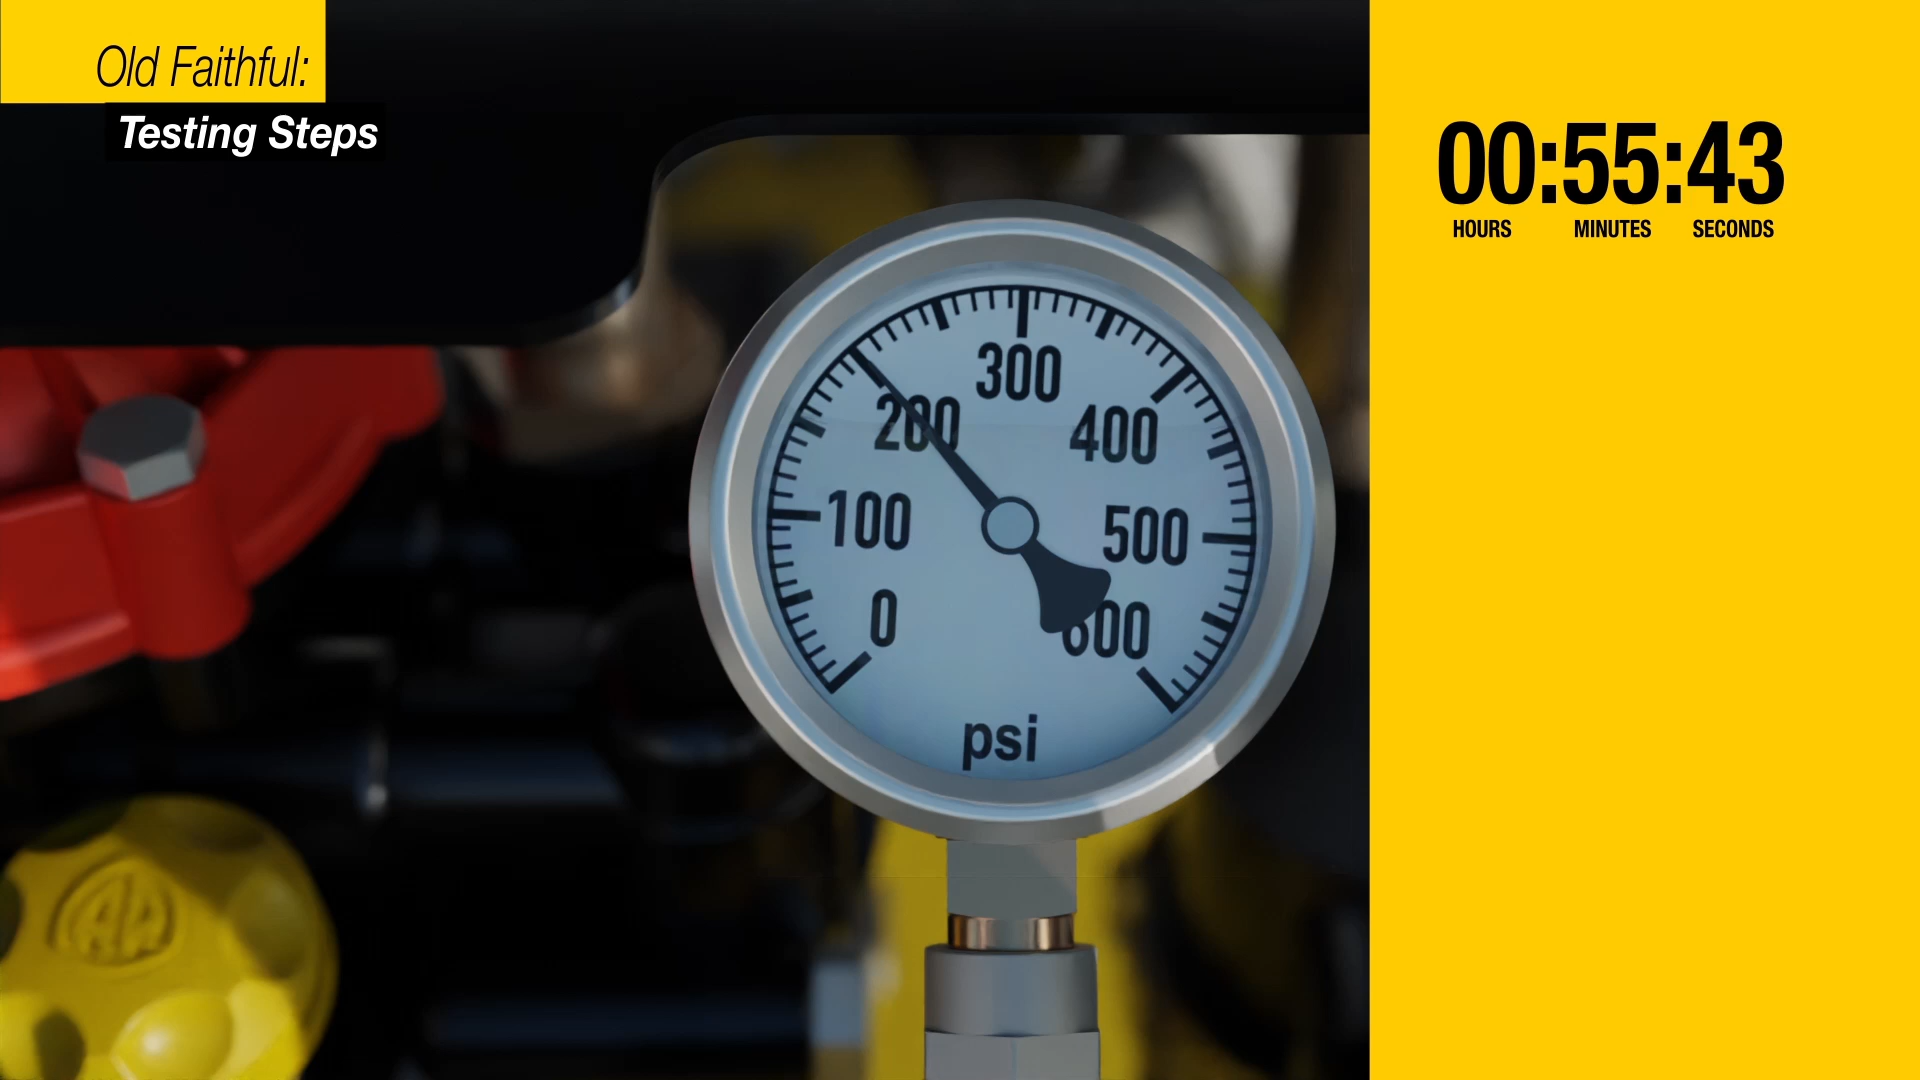 Old Faithful:
Testing Steps
00:55:43
HOURS MINUTES SECONDS
300
200
400
100
500
0
600
psi